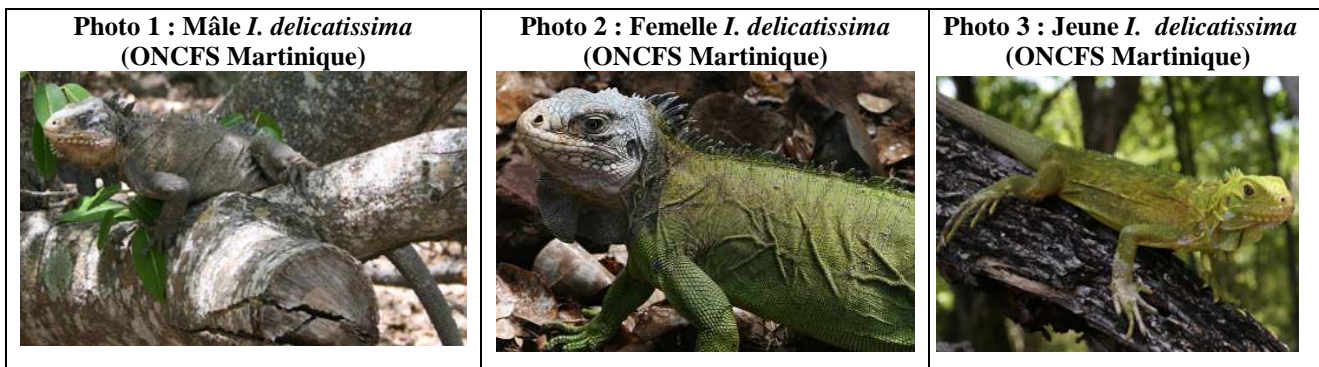 Photo 1 : Mâle I. delicatissima
(ONCFS Martinique)
Photo 2 : Femelle I. delicatissima
(ONCFS Martinique)
Photo 3 : Jeune I. delicatissima
(ONCFS Martinique)